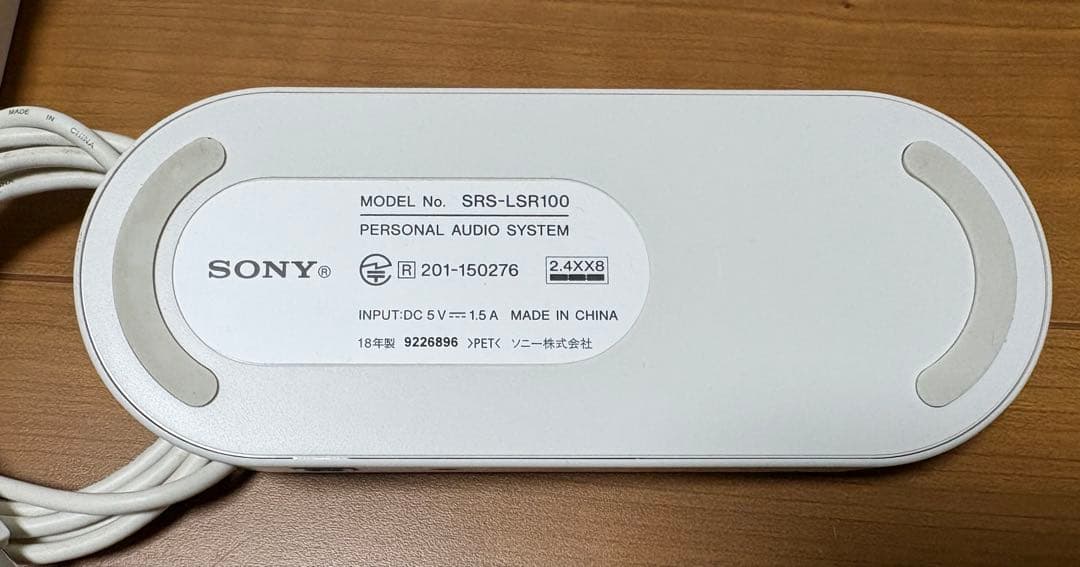 MADE IN CHINA
MODEL No. SRS-LSR100
PERSONAL AUDIO SYSTEM
SONY®
R 201-150276 2.4XX8
INPUT:DC 5V⎓1.5A MADE IN CHINA
18年製 9226896 >PET< ソニー株式会社